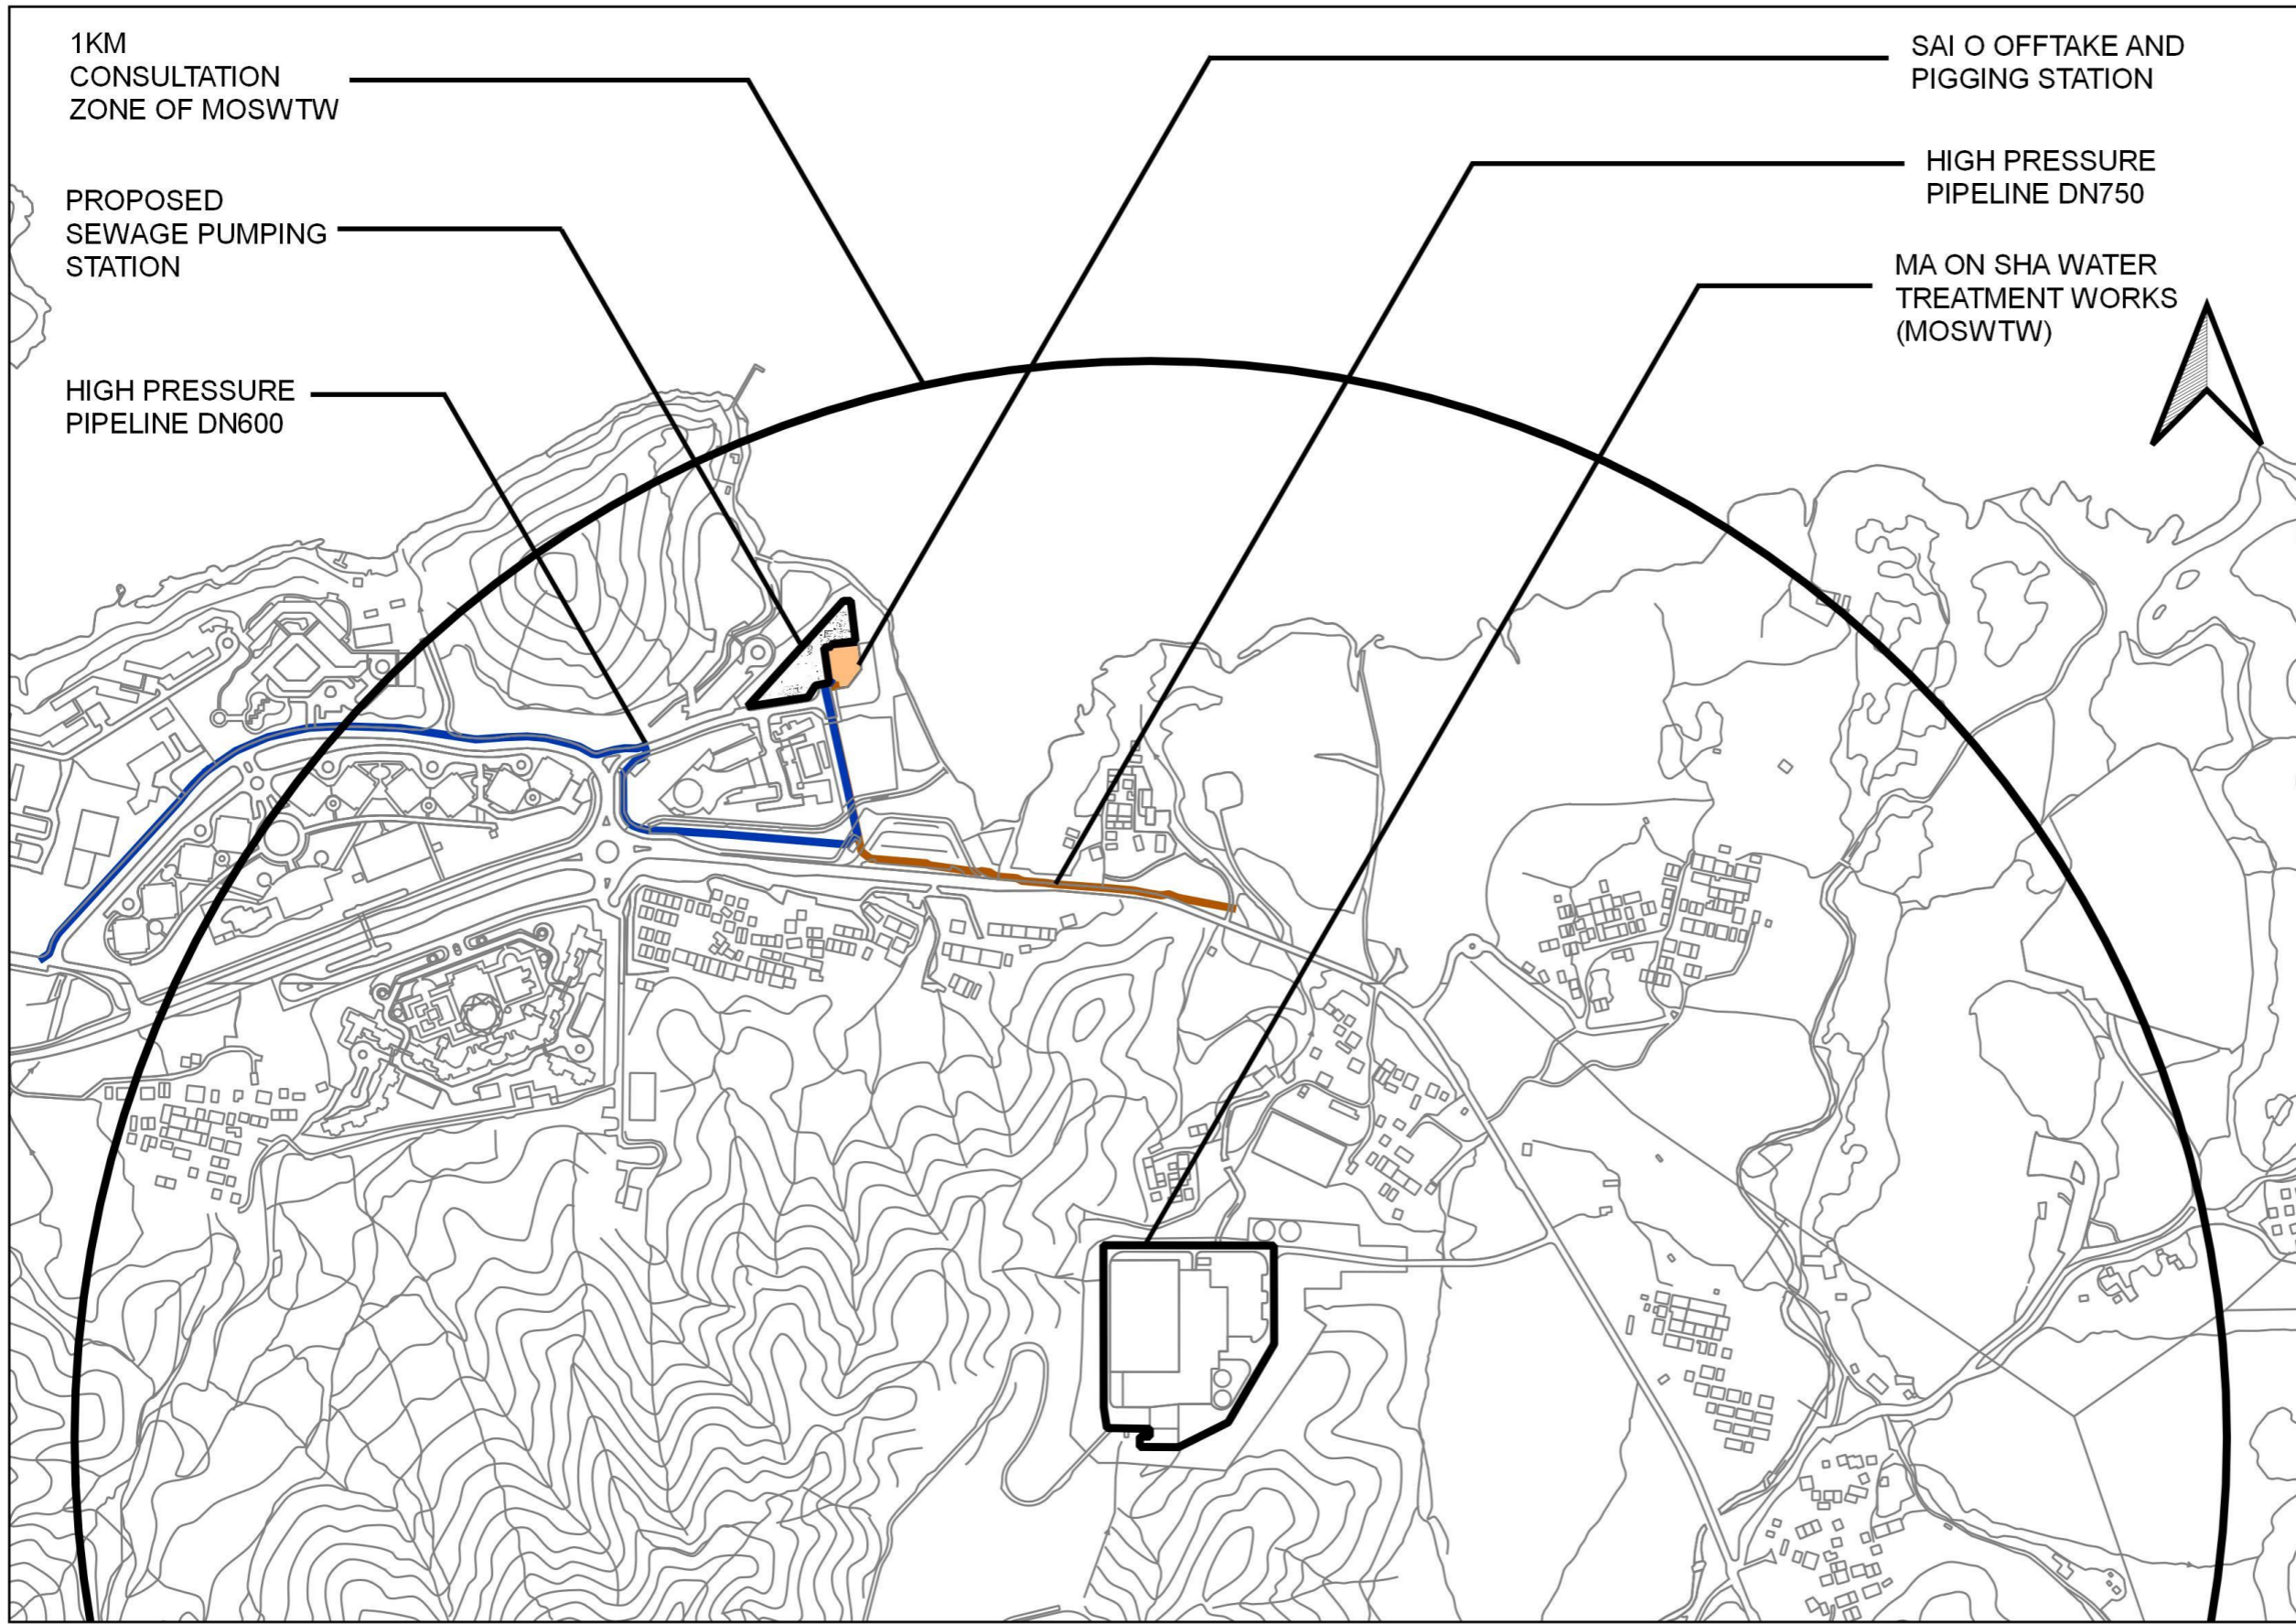 1KM
CONSULTATION
ZONE OF MOSWTW
PROPOSED
SEWAGE PUMPING
STATION
HIGH PRESSURE
PIPELINE DN600
SAI O OFFTAKE AND
PIGGING STATION
HIGH PRESSURE
PIPELINE DN750
MA ON SHA WATER
TREATMENT WORKS
(MOSWTW)